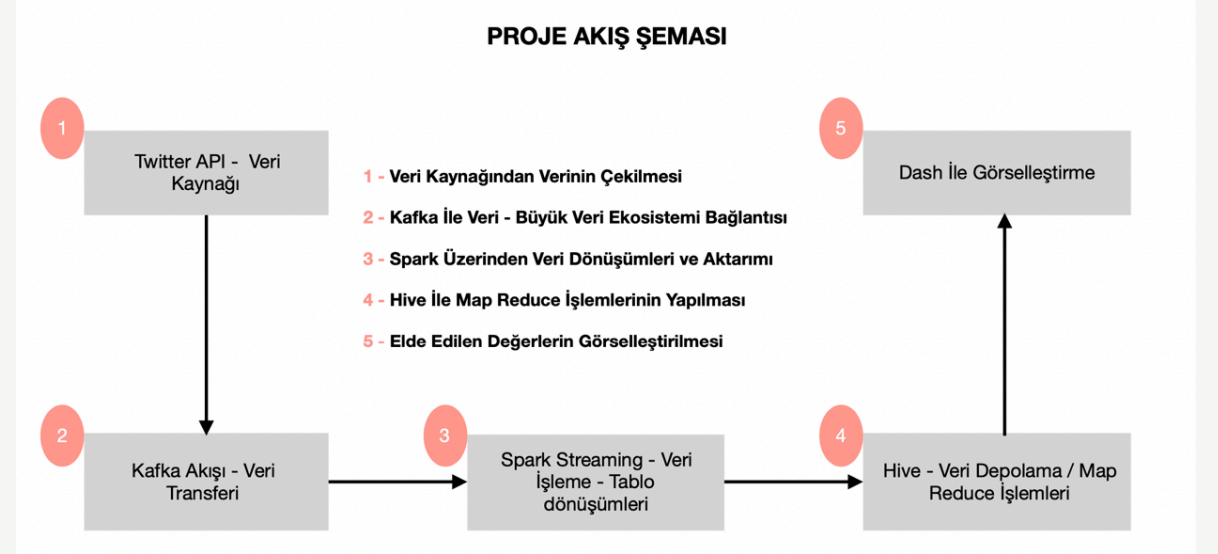 PROJE AKIŞ ŞEMASI
1
Twitter API - Veri
Kaynağı
1 - Veri Kaynağından Verinin Çekilmesi
2 - Kafka İle Veri - Büyük Veri Ekosistemi Bağlantısı
3 - Spark Üzerinden Veri Dönüşümleri ve Aktarımı
4 - Hive İle Map Reduce İşlemlerinin Yapılması
5 - Elde Edilen Değerlerin Görselleştirilmesi
5
Dash İle Görselleştirme
2
Kafka Akışı - Veri
Transferi
3
Spark Streaming - Veri
İşleme - Tablo
dönüşümleri
4
Hive - Veri Depolama / Map
Reduce İşlemleri